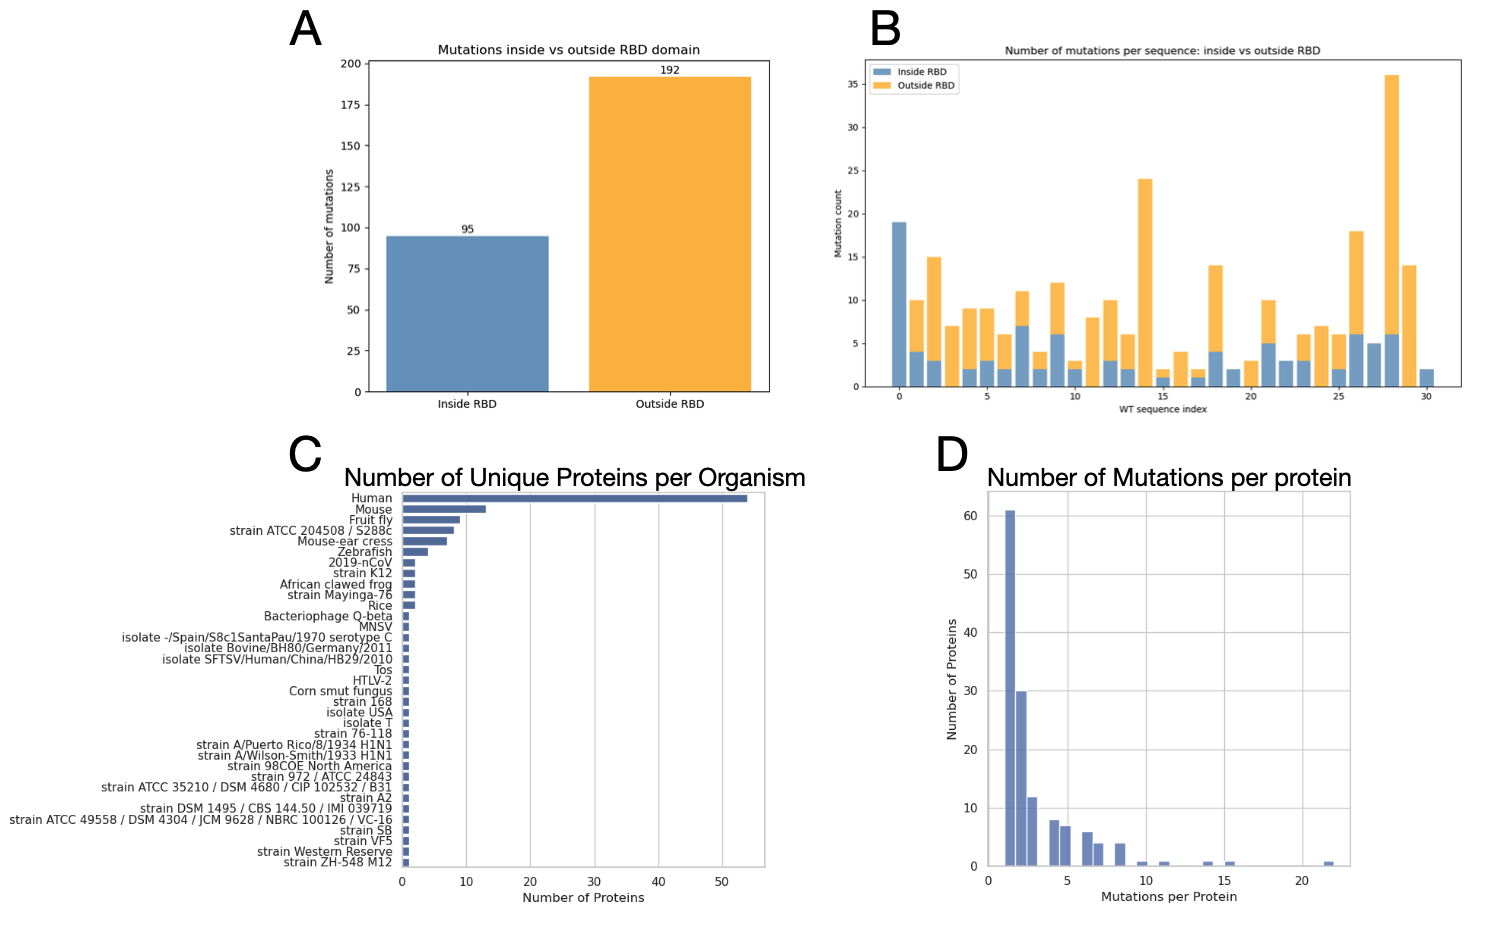 A
Mutations inside vs outside RBD domain
200
175
150
125
100
75
50
25
0
Number of mutations
95
192
Inside RBD
Outside RBD
B
Number of mutations per sequence: inside vs outside RBD
Inside RBD
Outside RBD
35
30
25
20
15
10
5
0
Mutation count
0 5 10 15 20 25 30
WT sequence index
C
Number of Unique Proteins per Organism
Human
Mouse
Fruit fly
strain ATCC 204508 / S288c
Mouse-ear cress
Zebrafish
2019-nCoV
strain K12
African clawed frog
strain Mayinga-76
Rice
Bacteriophage Q-beta
MNSV
isolate -/Spain/S8c1SantaPau/1970 serotype C
isolate Bovine/BH80/Germany/2011
isolate SFTSV/Human/China/HB29/2010
Tos
HTLV-2
Corn smut fungus
strain 168
isolate USA
isolate T
strain 76-118
strain A/Puerto Rico/8/1934 H1N1
strain A/Wilson-Smith/1933 H1N1
strain 98COE North America
strain 972 / ATCC 24843
strain ATCC 35210 / DSM 4680 / CIP 102532 / B31
strain A2
strain DSM 1495 / CBS 144.50 / IMI 039719
strain ATCC 49558 / DSM 4304 / JCM 9628 / NBRC 100126 / VC-16
strain SB
strain VF5
strain Western Reserve
strain ZH-548 M12
0 10 20 30 40 50
Number of Proteins
D
Number of Mutations per protein
60
50
40
30
20
10
0
Number of Proteins
0 5 10 15 20
Mutations per Protein